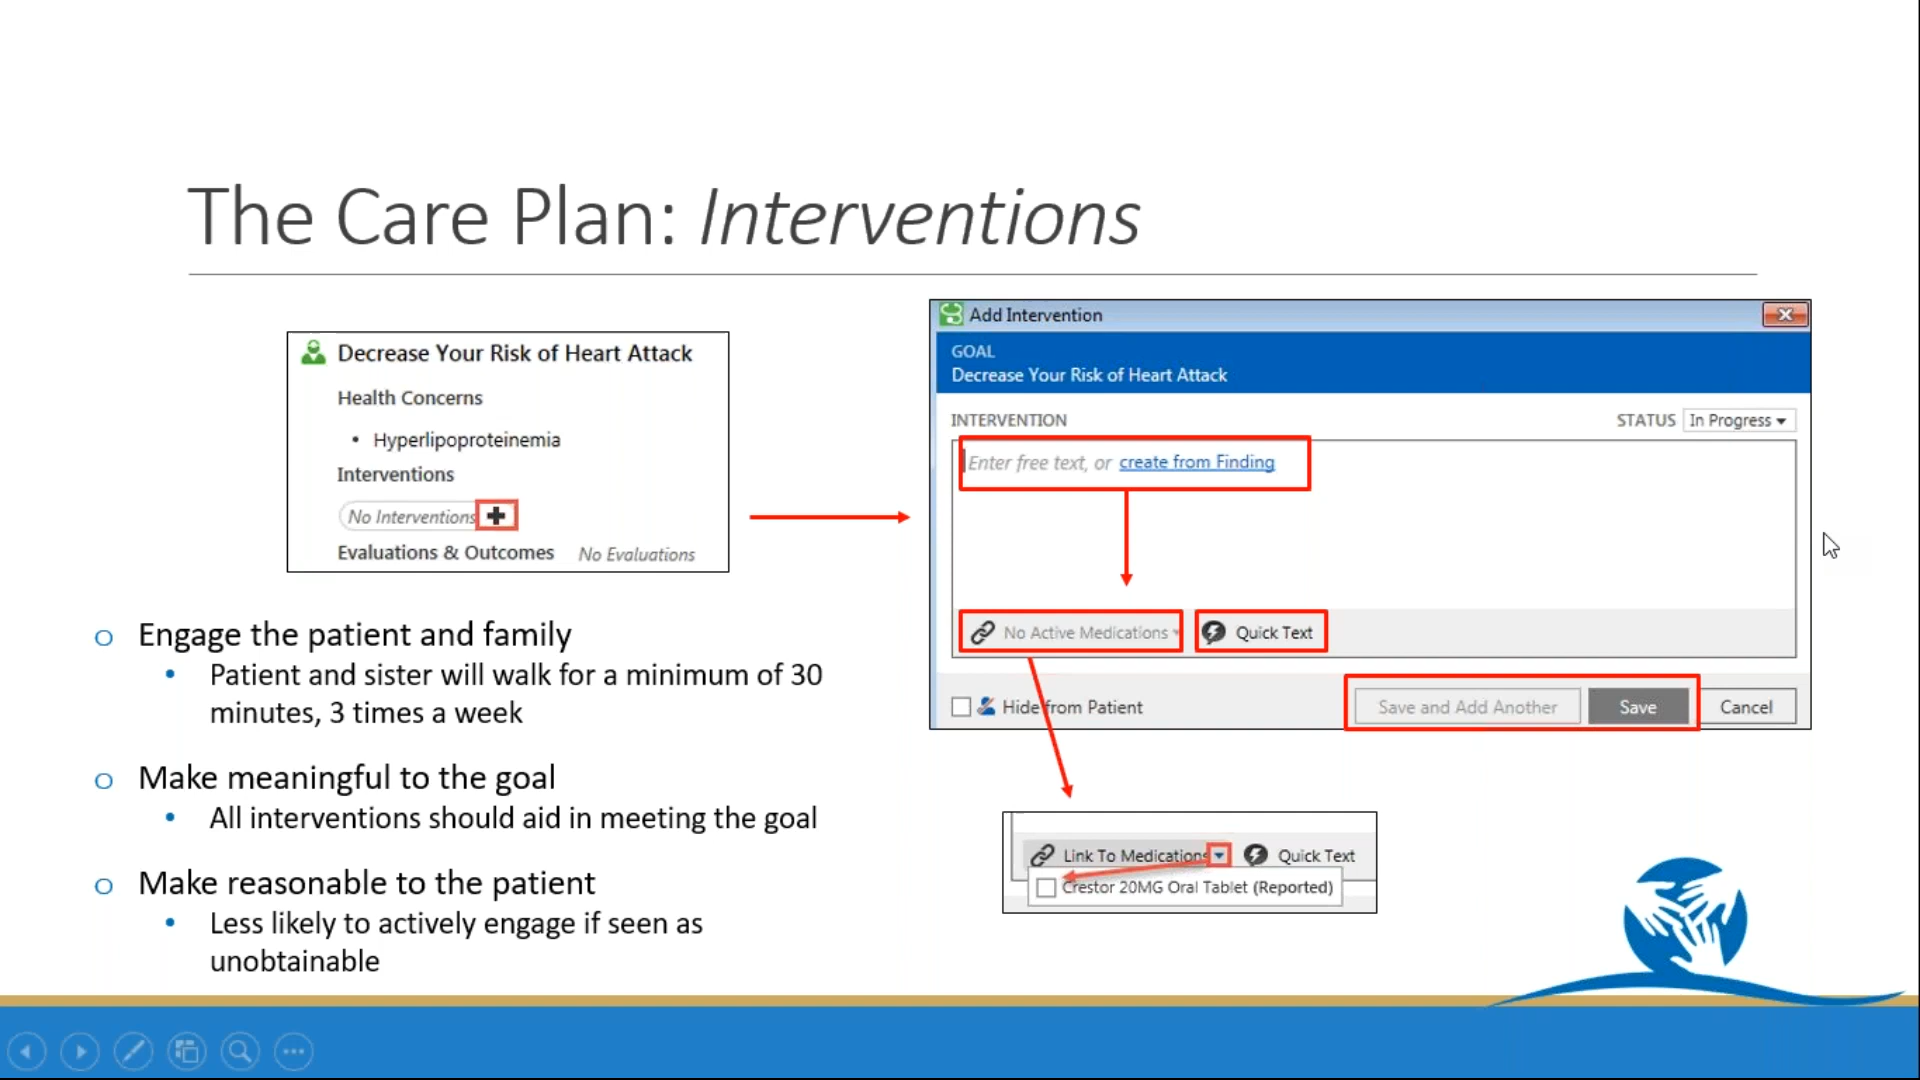 The Care Plan: Interventions
Decrease Your Risk of Heart Attack
Health Concerns
• Hyperlipoproteinemia
Interventions
No Interventions
Evaluations & Outcomes No Evaluations
o Engage the patient and family
• Patient and sister will walk for a minimum of 30
minutes, 3 times a week
o Make meaningful to the goal
• All interventions should aid in meeting the goal
o Make reasonable to the patient
• Less likely to actively engage if seen as
unobtainable
Add Intervention
GOAL
Decrease Your Risk of Heart Attack
INTERVENTION STATUS In Progress
Enter free text, or create from Finding
No Active Medications Quick Text
Hide from Patient Save and Add Another Save Cancel
Link To Medications Quick Text
Crestor 20MG Oral Tablet (Reported)